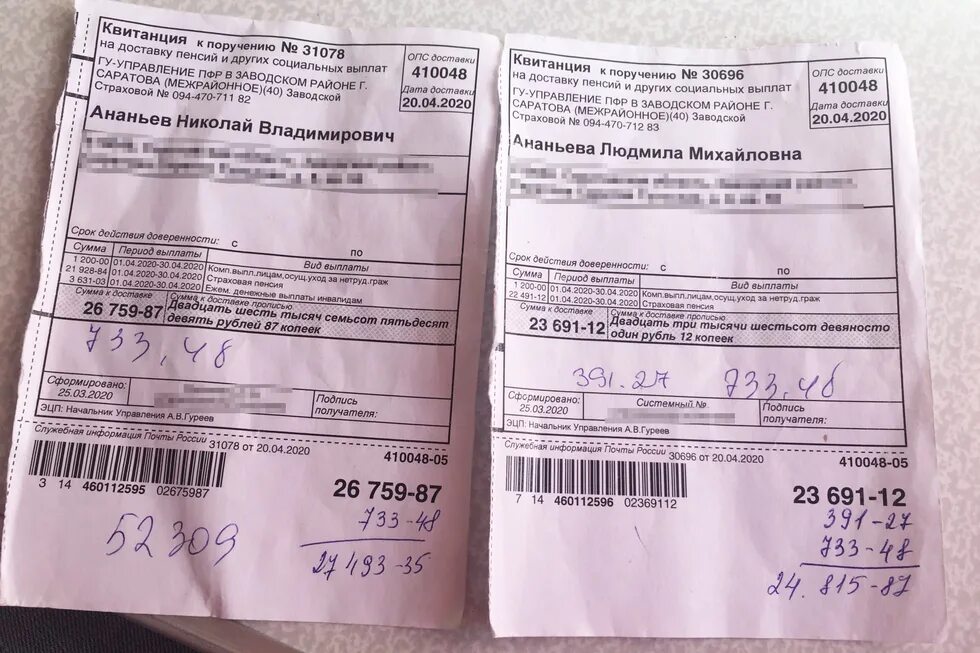 Квитанция к поручению № 31078
на доставку пенсий и других социальных выплат
ГУ-УПРАВЛЕНИЕ ПФР В ЗАВОДСКОМ РАЙОНЕ Г.
САРАТОВА (МЕЖРАЙОННОЕ)(40) Заводской
Страховой № 094-470-711 82
ОПС доставки
410048
Дата доставки
20.04.2020
Ананьев Николай Владимирович
Срок действия доверенности: с по
Сумма Период выплаты Вид выплаты
1 200-00 01.04.2020-30.04.2020 Комп.выпл.лицам,осущ.уход за нетруд.граж
21 928-84 01.04.2020-30.04.2020 Страховая пенсия
3 631-03 01.04.2020-30.04.2020 Ежем. денежные выплаты инвалидам
Сумма к доставке Сумма к доставке прописью
26 759-87 Двадцать шесть тысяч семьсот пятьдесят
девять рублей 87 копеек
733,48
Сформировано:
25.03.2020
Подпись
получателя:
ЭЦП: Начальник Управления А.В.Гуреев
Служебная информация Почты России
31078 от 20.04.2020
410048-05
3 14 460112595 02675987
26 759-87
733-48
27 493-35
52309
Квитанция к поручению № 30696
на доставку пенсий и других социальных выплат
ГУ-УПРАВЛЕНИЕ ПФР В ЗАВОДСКОМ РАЙОНЕ Г.
САРАТОВА (МЕЖРАЙОННОЕ)(40) Заводской
Страховой № 094-470-712 83
ОПС доставки
410048
Дата доставки
20.04.2020
Ананьева Людмила Михайловна
Срок действия доверенности: с по
Сумма Период выплаты Вид выплаты
1 200-00 01.04.2020-30.04.2020 Комп.выпл.лицам,осущ.уход за нетруд.граж
22 491-12 01.04.2020-30.04.2020 Страховая пенсия
Сумма к доставке Сумма к доставке прописью
23 691-12 Двадцать три тысячи шестьсот девяносто
один рубль 12 копеек
391.27 733,48
Сформировано:
25.03.2020
Системный №
Подпись
получателя:
ЭЦП: Начальник Управления А.В.Гуреев
Служебная информация Почты России
30696 от 20.04.2020
410048-05
7 14 460112596 02369112
23 691-12
391-27
733-48
24.815-87